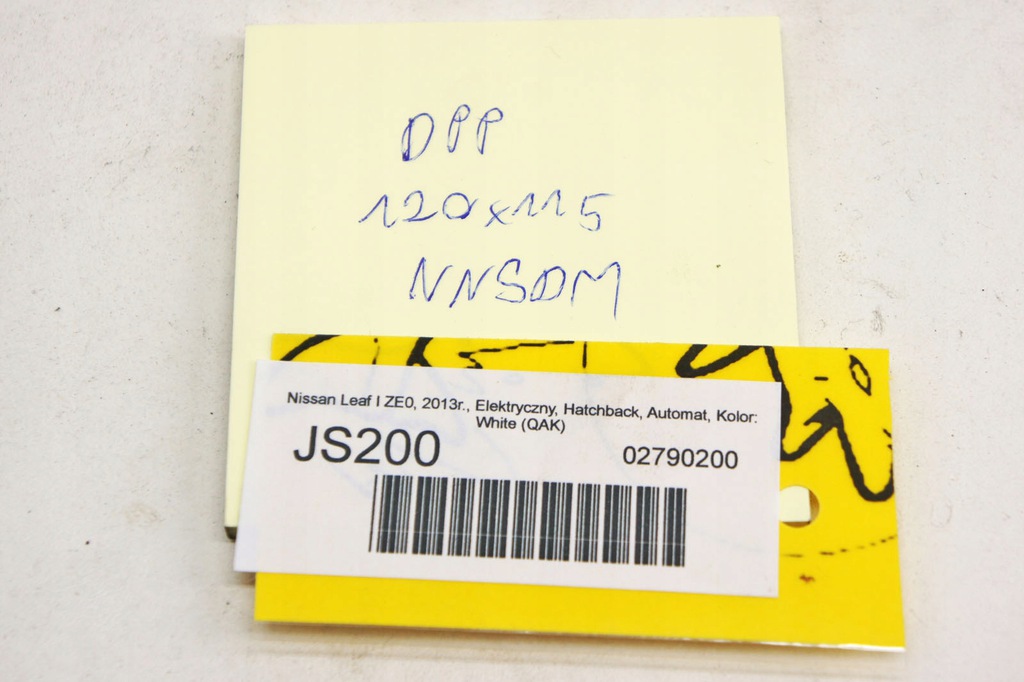 DPP
120x115
NNSDM
Nissan Leaf I ZE0, 2013r., Elektryczny, Hatchback, Automat, Kolor:
White (QAK)
JS200
02790200